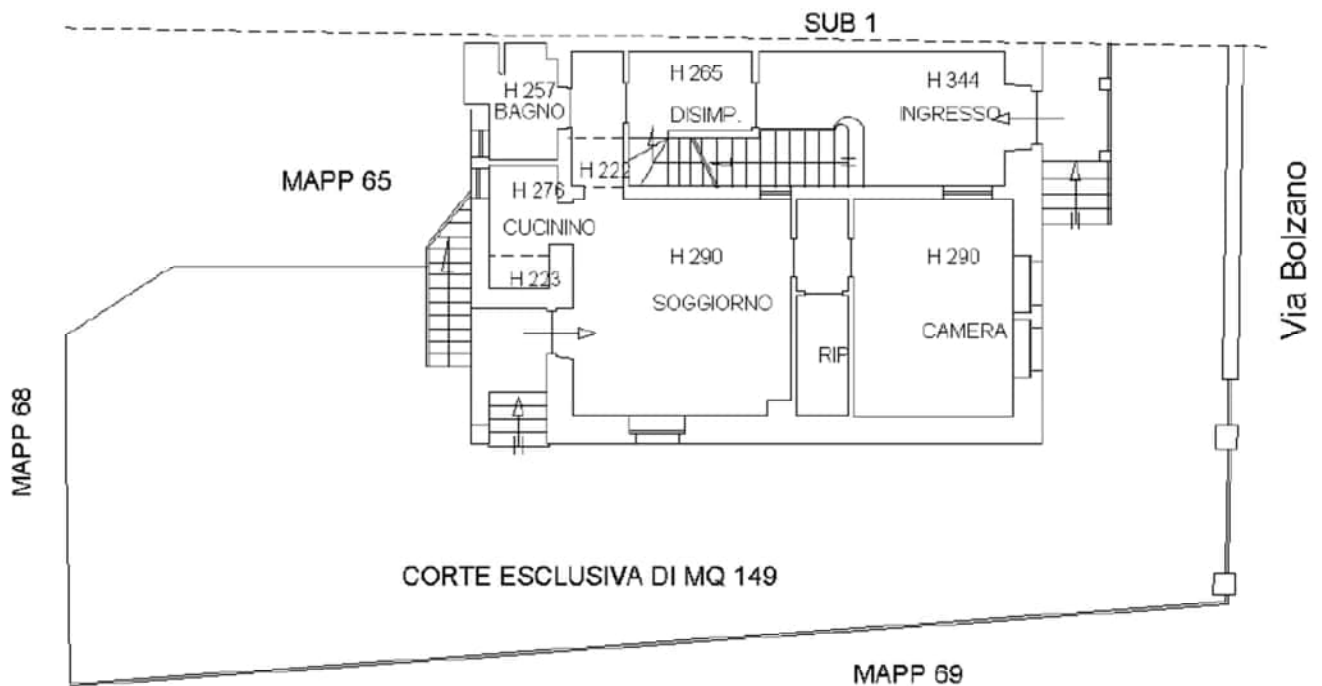 SUB 1
H 257
BAGNO
H 265
DISIMP.
H 344
INGRESSO
MAPP 65
H 222
H 276
CUCININO
H 223
H 290
SOGGIORNO
RIP
H 290
CAMERA
Via Bolzano
MAPP 68
CORTE ESCLUSIVA DI MQ 149
MAPP 69